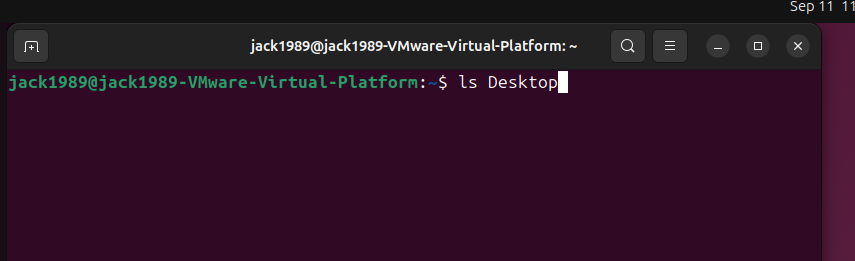 Sep 11 11
jack1989@jack1989-VMware-Virtual-Platform: ~
jack1989@jack1989-VMware-Virtual-Platform:~$ ls Desktop